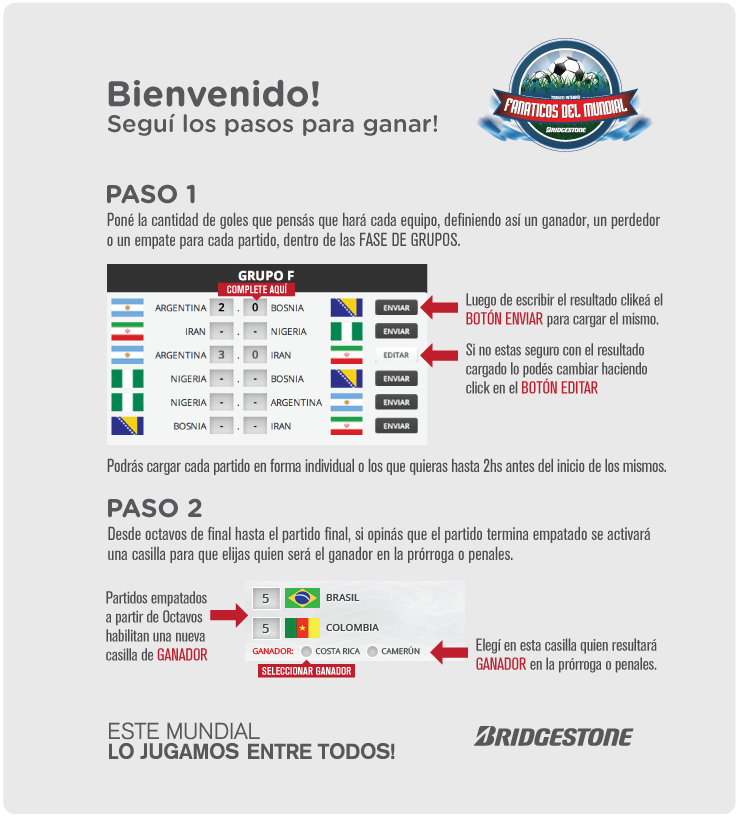 Bienvenido!
Seguí los pasos para ganar!
TORNEO INTERNO
FANATICOS DEL MUNDIAL
BRIDGESTONE
PASO 1
Poné la cantidad de goles que pensás que hará cada equipo, definiendo así un ganador, un perdedor
o un empate para cada partido, dentro de las FASE DE GRUPOS.
GRUPO F
COMPLETE AQUÍ
ARGENTINA 2 . 0 BOSNIA ENVIAR
IRAN - . - NIGERIA ENVIAR
ARGENTINA 3 . 0 IRAN EDITAR
NIGERIA - . - BOSNIA ENVIAR
NIGERIA - . - ARGENTINA ENVIAR
BOSNIA - . - IRAN ENVIAR
Luego de escribir el resultado clikeá el
BOTÓN ENVIAR para cargar el mismo.
Si no estas seguro con el resultado
cargado lo podés cambiar haciendo
click en el BOTÓN EDITAR
Podrás cargar cada partido en forma individual o los que quieras hasta 2hs antes del inicio de los mismos.
PASO 2
Desde octavos de final hasta el partido final, si opinás que el partido termina empatado se activará
una casilla para que elijas quien será el ganador en la prórroga o penales.
Partidos empatados
a partir de Octavos
habilitan una nueva
casilla de GANADOR
5 BRASIL
5 COLOMBIA
GANADOR: COSTA RICA CAMERÚN
SELECCIONAR GANADOR
Elegí en esta casilla quien resultará
GANADOR en la prórroga o penales.
ESTE MUNDIAL
LO JUGAMOS ENTRE TODOS!
BRIDGESTONE